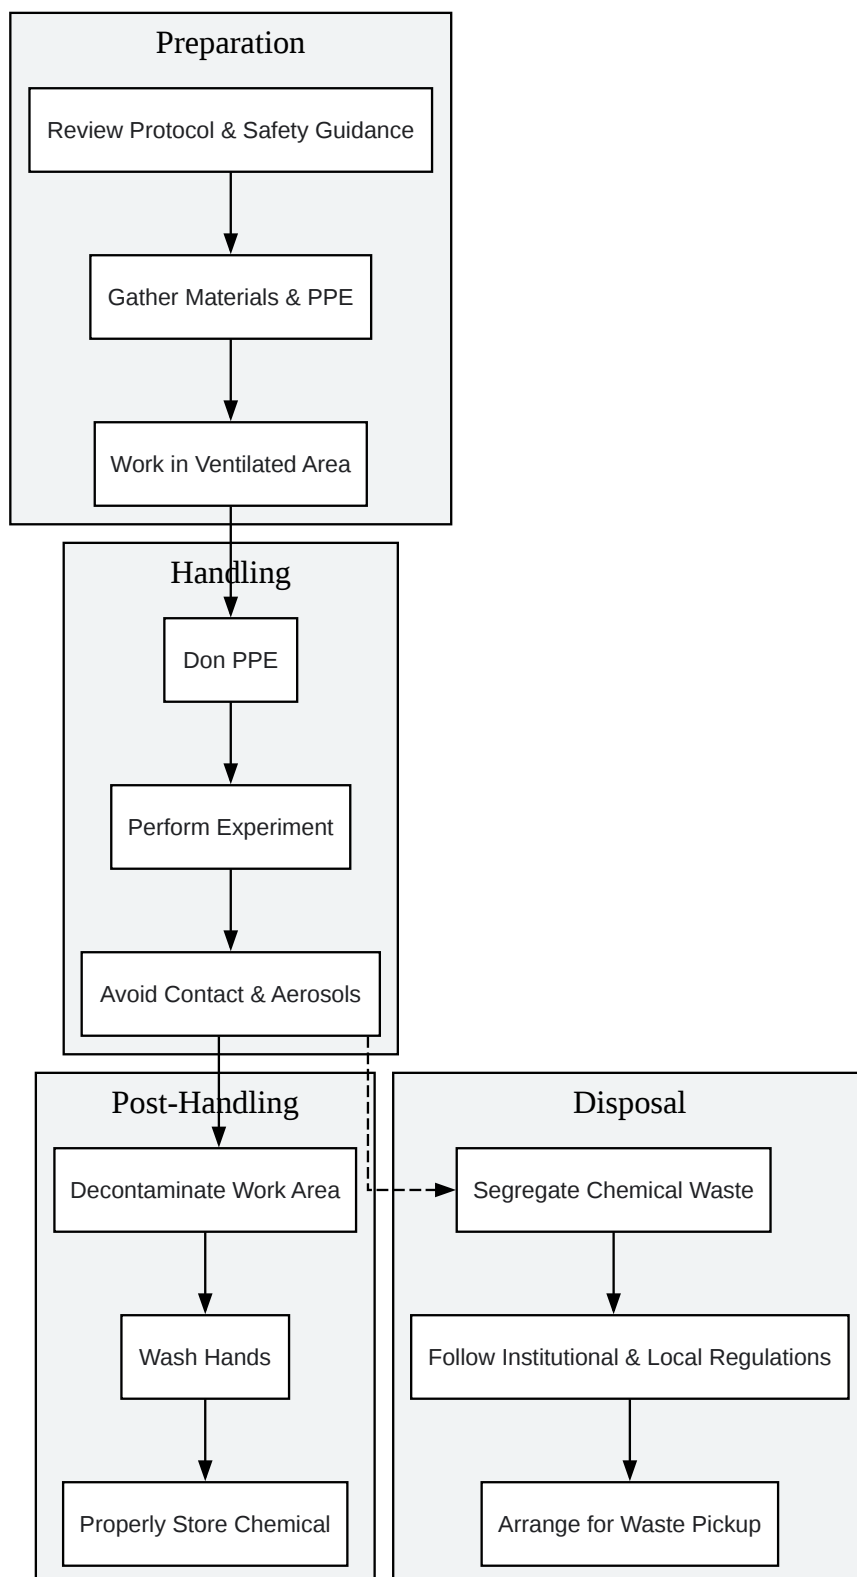 Preparation
Review Protocol & Safety Guidance
Gather Materials & PPE
Work in Ventilated Area
Handling
Don PPE
Perform Experiment
Avoid Contact & Aerosols
Post-Handling
Decontaminate Work Area
Wash Hands
Properly Store Chemical
Disposal
Segregate Chemical Waste
Follow Institutional & Local Regulations
Arrange for Waste Pickup